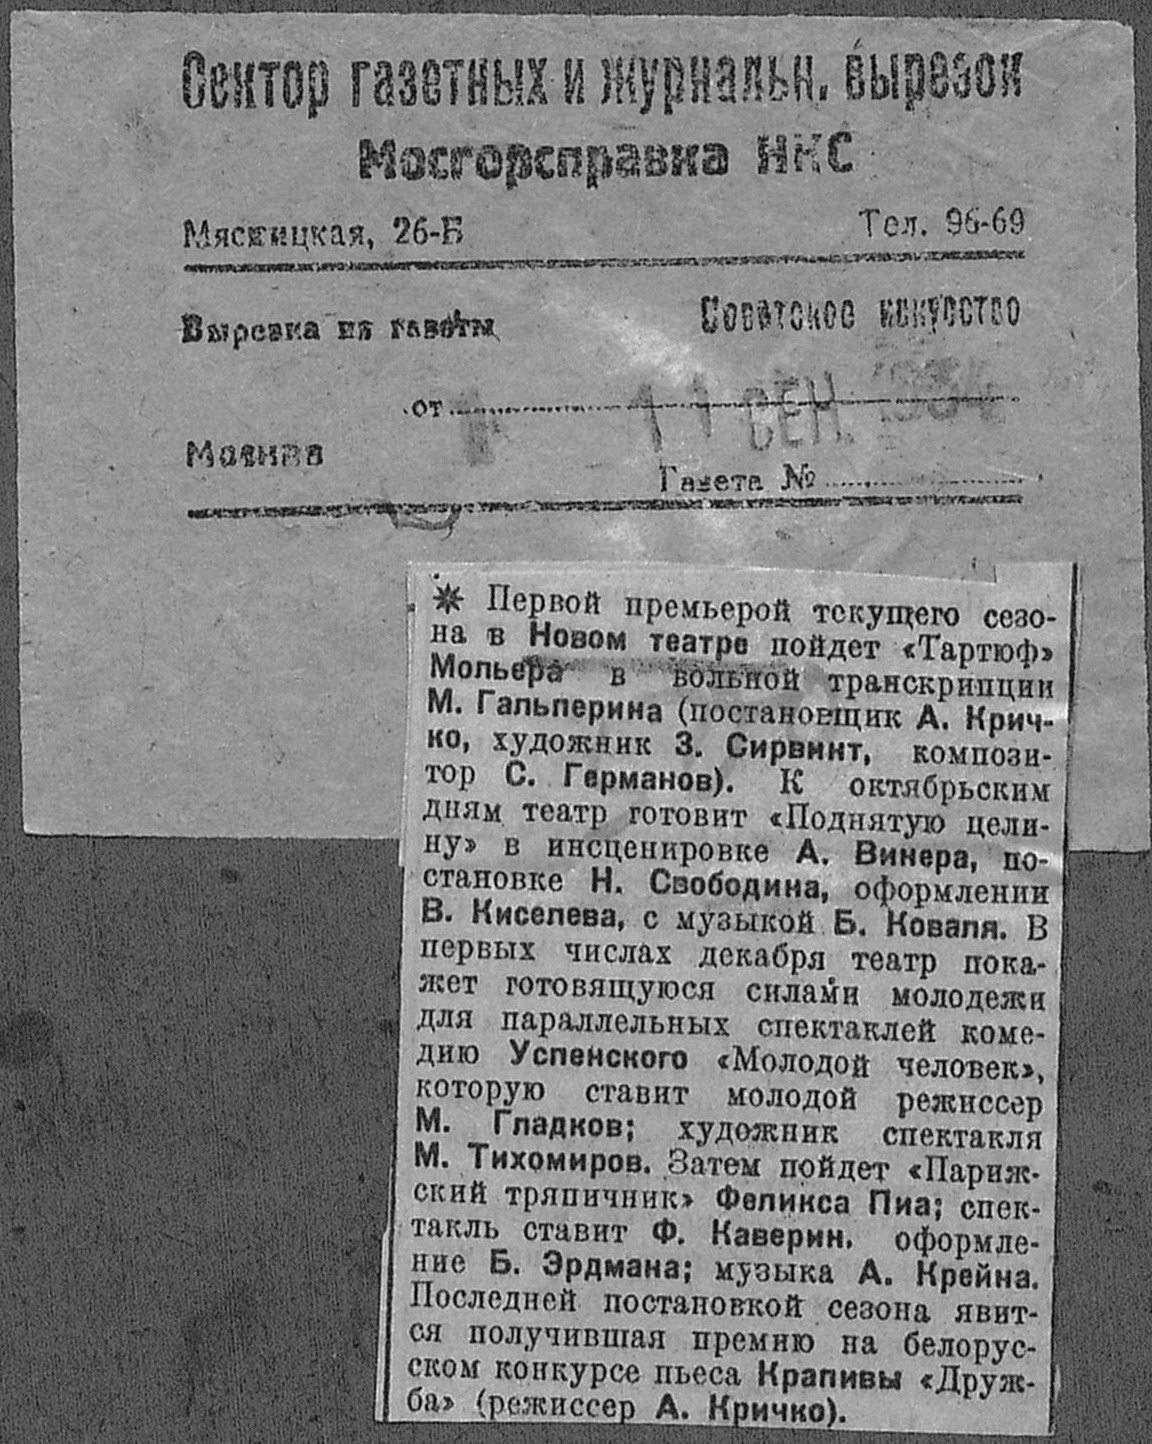 Сектор газетных и журнальн. вырезок
Мосгорсправка НКС
Мясницкая, 26-Б Тел. 96-69
Вырезка из газеты Советское искусство
от 11 СЕН. 1934
Москва
Газета №
✷ Первой премьерой текущего сезо-
на в Новом театре пойдет «Тартюф»
Мольера в вольной транскрипции
М. Гальперина (постановщик А. Крич-
ко, художник З. Сирвинт, компози-
тор С. Германов). К октябрьским
дням театр готовит «Поднятую цели-
ну» в инсценировке А. Винера, по-
становке Н. Свободина, оформлении
В. Киселева, с музыкой Б. Коваля. В
первых числах декабря театр пока-
жет готовящуюся силами молодежи
для параллельных спектаклей коме-
дию Успенского «Молодой человек»,
которую ставит молодой режиссер
М. Гладков; художник спектакля
М. Тихомиров. Затем пойдет «Париж-
ский тряпичник» Феликса Пиа; спек-
такль ставит Ф. Каверин. оформле-
ние Б. Эрдмана; музыка А. Крейна.
Последней постановкой сезона явит-
ся получившая премию на белорус-
ском конкурсе пьеса Крапивы «Друж-
ба» (режиссер А. Кричко).